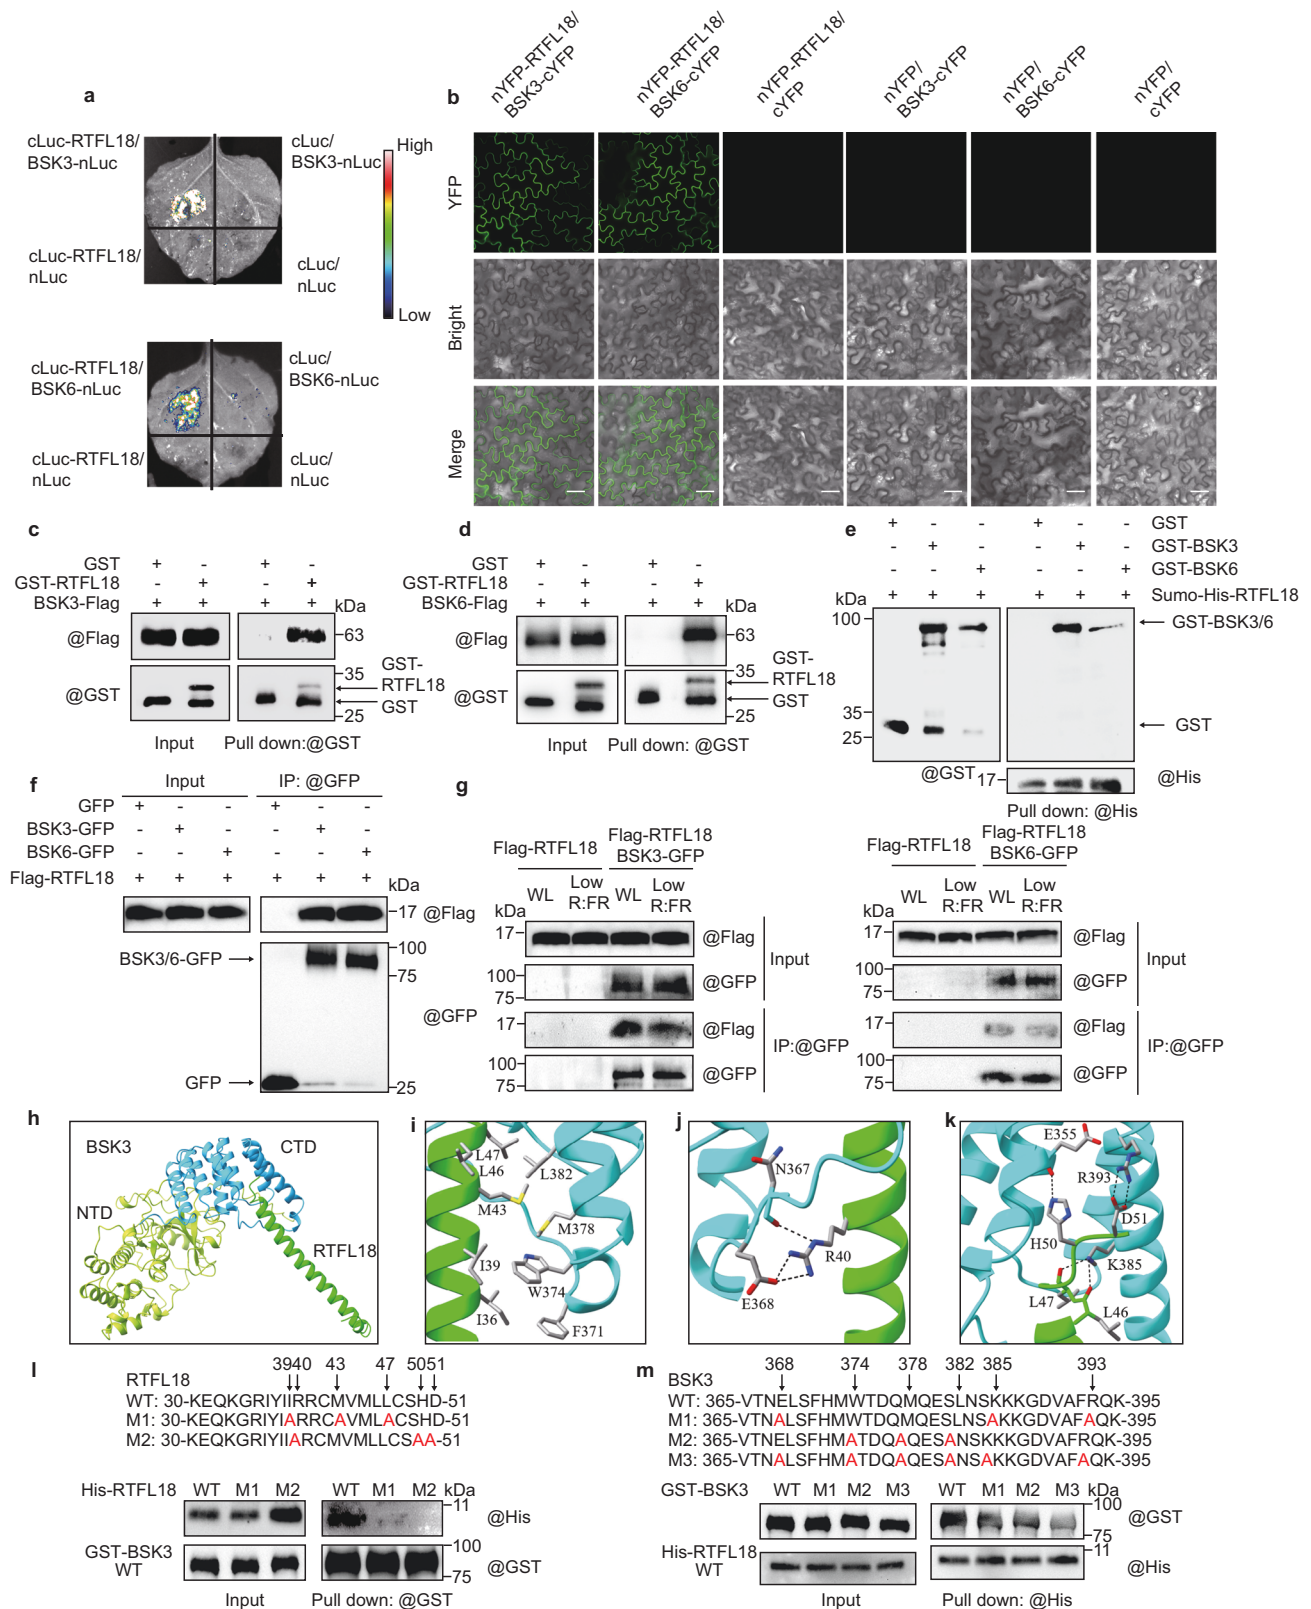 a
cLuc-RTFL18/
BSK3-nLuc
cLuc/
BSK3-nLuc
cLuc-RTFL18/
nLuc
cLuc/
nLuc
High
Low
cLuc-RTFL18/
BSK6-nLuc
cLuc/
BSK6-nLuc
cLuc-RTFL18/
nLuc
cLuc/
nLuc
b
nYFP-RTFL18/
BSK3-cYFP
nYFP-RTFL18/
BSK6-cYFP
nYFP-RTFL18/
cYFP
nYFP/
BSK3-cYFP
nYFP/
BSK6-cYFP
nYFP/
cYFP
YFP
Bright
Merge
c
GST + - + -
GST-RTFL18 - + - +
BSK3-Flag + + + + kDa
@Flag 63
@GST 35 25
GST-
RTFL18
GST
Input Pull down:@GST
d
GST + - + -
GST-RTFL18 - + - +
BSK6-Flag + + + + kDa
@Flag 63
@GST 35 25
GST-
RTFL18
GST
Input Pull down: @GST
e
+ - - + - - GST
- + - - + - GST-BSK3
- - + - - + GST-BSK6
+ + + + + + Sumo-His-RTFL18
kDa
100
GST-BSK3/6
35
25
GST
@GST
17
@His
Pull down: @His
f
Input IP: @GFP
GFP + - - + - -
BSK3-GFP - + - - + -
BSK6-GFP - - + - - +
Flag-RTFL18 + + + + + +
kDa
17 @Flag
BSK3/6-GFP
100
75
@GFP
GFP
25
g
Flag-RTFL18
Flag-RTFL18
BSK3-GFP
WL Low R:FR WL Low R:FR
kDa
17 @Flag
100
75 @GFP
Input
17 @Flag
100
75 @GFP
IP:@GFP
Flag-RTFL18
Flag-RTFL18
BSK6-GFP
WL Low R:FR WL Low R:FR
kDa
17 @Flag
100
75 @GFP
Input
17 @Flag
100
75 @GFP
IP:@GFP
h
BSK3
CTD
NTD
RTFL18
i
L47
L46
L382
M43
M378
I39
W374
I36
F371
j
N367
R40
E368
k
E355
R393
D51
H50
K385
L47
L46
l
3940 43 47 5051
RTFL18
WT: 30-KEQKGRIYIIRRCMVMLLCSHD-51
M1: 30-KEQKGRIYIARRCAVMLACSHD-51
M2: 30-KEQKGRIYIIARCMVMLLCSAA-51
His-RTFL18 WT M1 M2 WT M1 M2 kDa
11
@His
GST-BSK3
WT
100
75
@GST
Input Pull down: @GST
m
368 374 378 382 385 393
BSK3
WT: 365-VTNELSFHMWTDQMQESLNSKKKGDVAFRQK-395
M1: 365-VTNALSFHMWTDQMQESLNSAKKGDVAFAQK-395
M2: 365-VTNELSFHMATDQAQESANSKKKGDVAFRQK-395
M3: 365-VTNALSFHMATDQAQESANSAKKGDVAFAQK-395
GST-BSK3 WT M1 M2 M3 WT M1 M2 M3
100
75
@GST
His-RTFL18
WT
11
@His
Input Pull down: @His